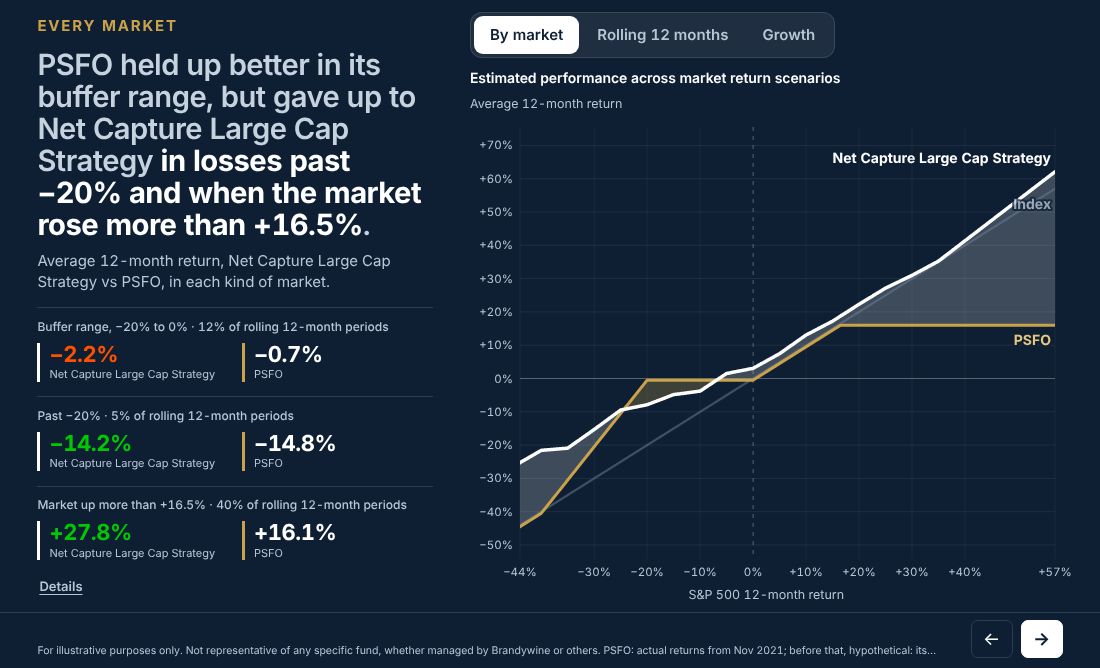 EVERY MARKET
PSFO held up better in its
buffer range, but gave up to
Net Capture Large Cap
Strategy in losses past
−20% and when the market
rose more than +16.5%.
Average 12-month return, Net Capture Large Cap
Strategy vs PSFO, in each kind of market.
Buffer range, −20% to 0% · 12% of rolling 12-month periods
−2.2% −0.7%
Net Capture Large Cap Strategy PSFO
Past −20% · 5% of rolling 12-month periods
−14.2% −14.8%
Net Capture Large Cap Strategy PSFO
Market up more than +16.5% · 40% of rolling 12-month periods
+27.8% +16.1%
Net Capture Large Cap Strategy PSFO
Details
By market Rolling 12 months Growth
Estimated performance across market return scenarios
Average 12-month return
+70%
+60%
+50%
+40%
+30%
+20%
+10%
0%
−10%
−20%
−30%
−40%
−50%
Net Capture Large Cap Strategy
Index
PSFO
−44% −30% −20% −10% 0% +10% +20% +30% +40% +57%
S&P 500 12-month return
For illustrative purposes only. Not representative of any specific fund, whether managed by Brandywine or others. PSFO: actual returns from Nov 2021; before that, hypothetical: its...